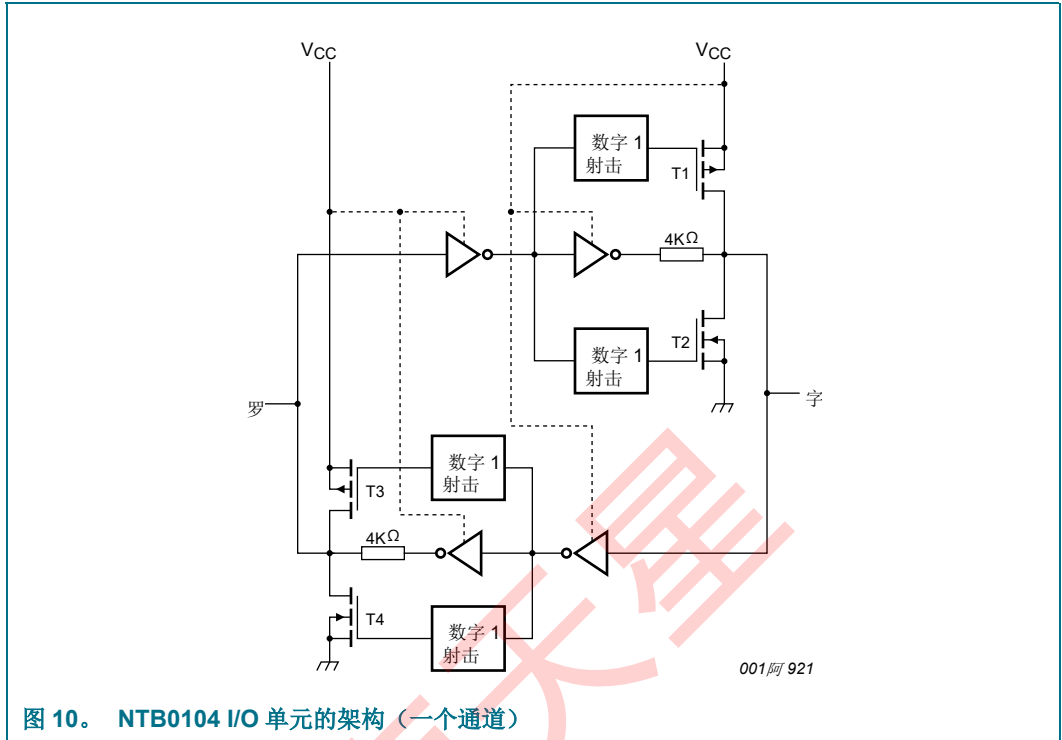 VCC
VCC
数字 1
射击
T1
4KΩ
数字 1
射击
T2
罗
字
数字 1
射击
T3
4KΩ
数字 1
射击
T4
001阿 921
图 10。 NTB0104 I/O 单元的架构（一个通道）
天星